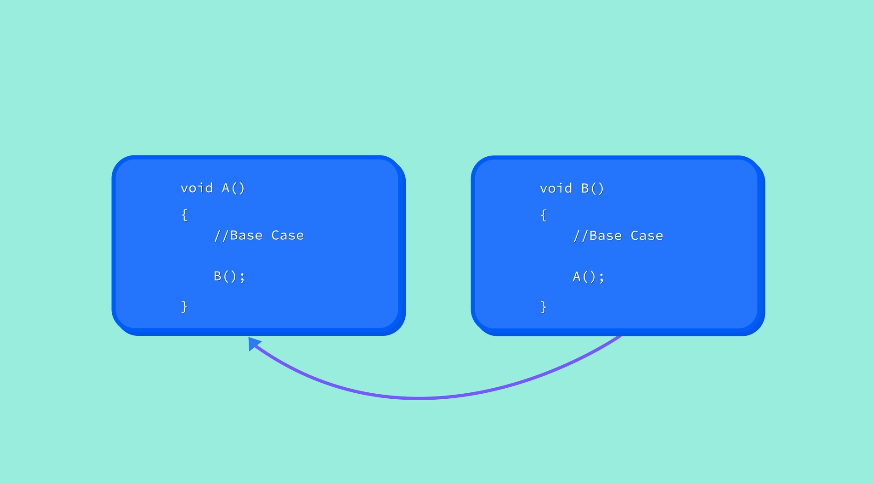 void A()
{
//Base Case
B();
}
void B()
{
//Base Case
A();
}